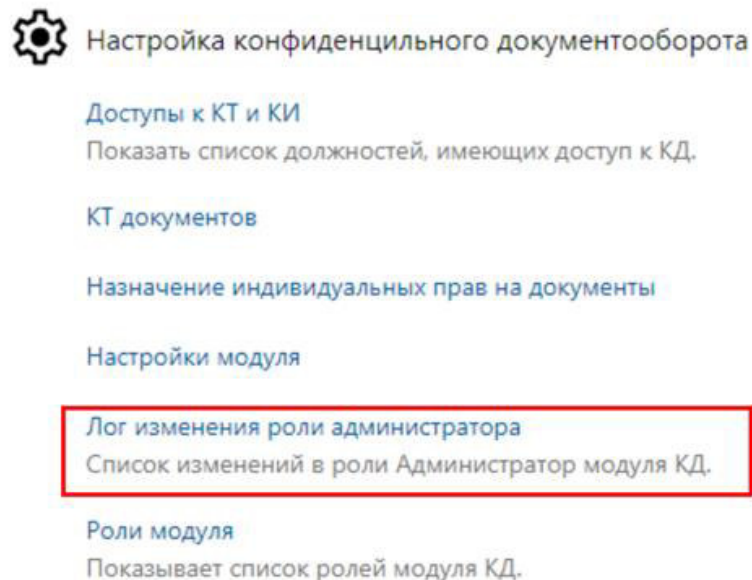 Настройка конфиденцильного документооборота
Доступы к КТ и КИ
Показать список должностей, имеющих доступ к КД.
КТ документов
Назначение индивидуальных прав на документы
Настройки модуля
Лог изменения роли администратора
Список изменений в роли Администратор модуля КД.
Роли модуля
Показывает список ролей модуля КД.